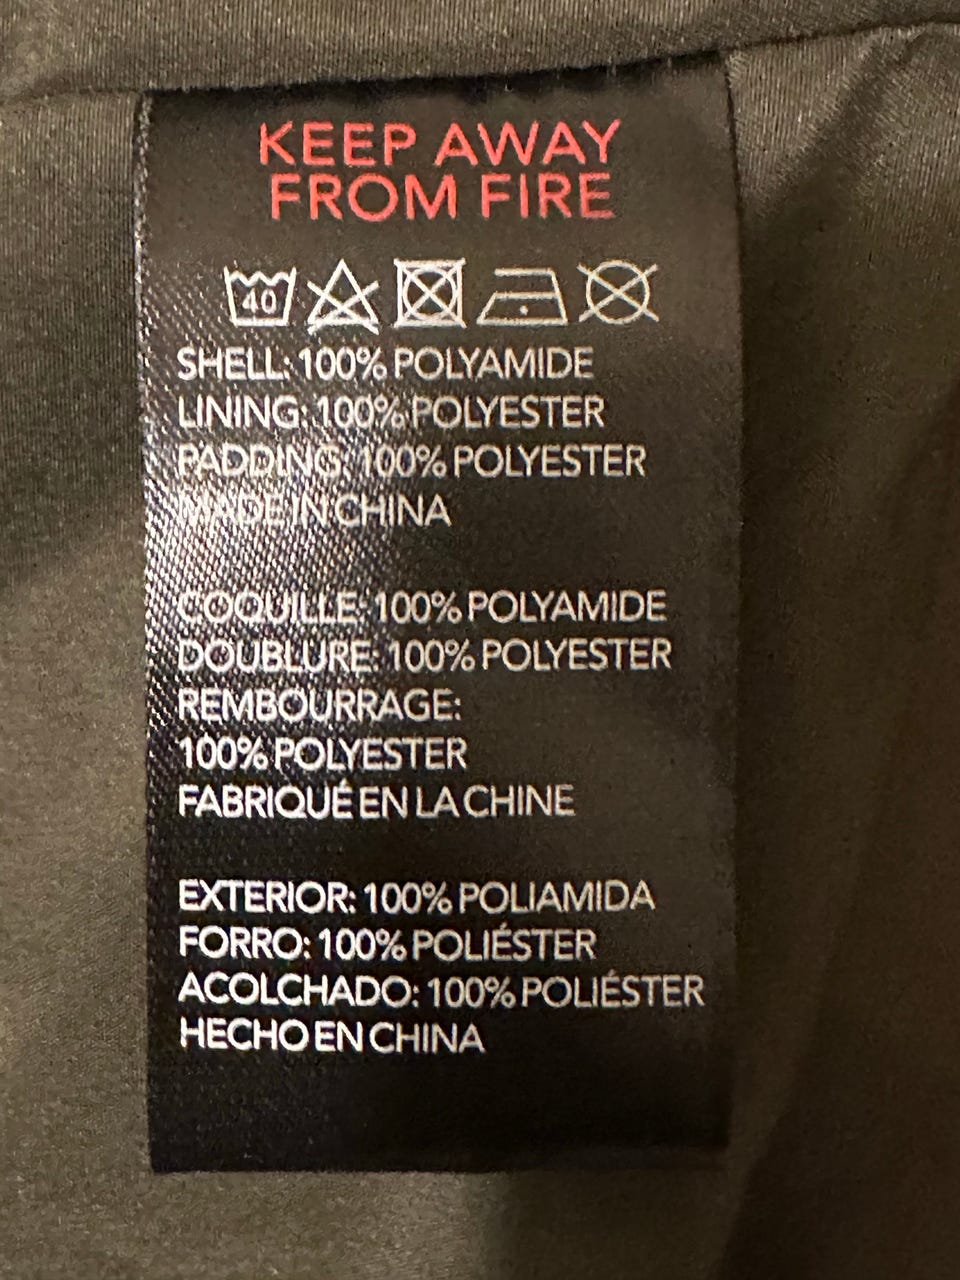 KEEP AWAY
FROM FIRE
40
SHELL: 100% POLYAMIDE
LINING: 100% POLYESTER
PADDING: 100% POLYESTER
MADE IN CHINA
COQUILLE: 100% POLYAMIDE
DOUBLURE: 100% POLYESTER
REMBOURRAGE:
100% POLYESTER
FABRIQUÉ EN LA CHINE
EXTERIOR: 100% POLIAMIDA
FORRO: 100% POLIÉSTER
ACOLCHADO: 100% POLIÉSTER
HECHO EN CHINA